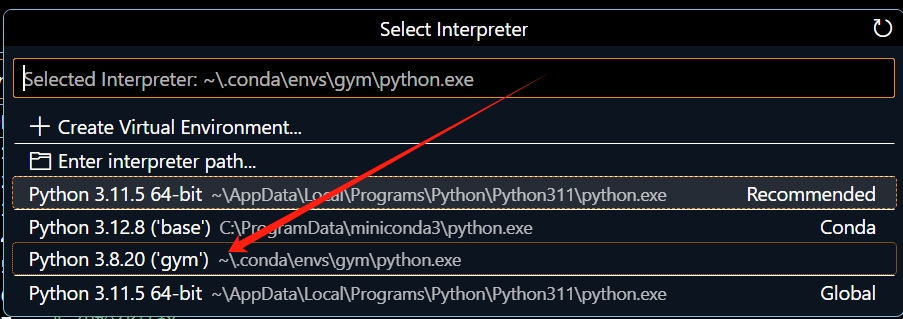 Select Interpreter
Selected Interpreter: ~\.conda\envs\gym\python.exe
Create Virtual Environment...
Enter interpreter path...
Python 3.11.5 64-bit ~\AppData\Local\Programs\Python\Python311\python.exe Recommended
Python 3.12.8 ('base') C:\ProgramData\miniconda3\python.exe Conda
Python 3.8.20 ('gym') ~\.conda\envs\gym\python.exe
Python 3.11.5 64-bit ~\AppData\Local\Programs\Python\Python311\python.exe Global